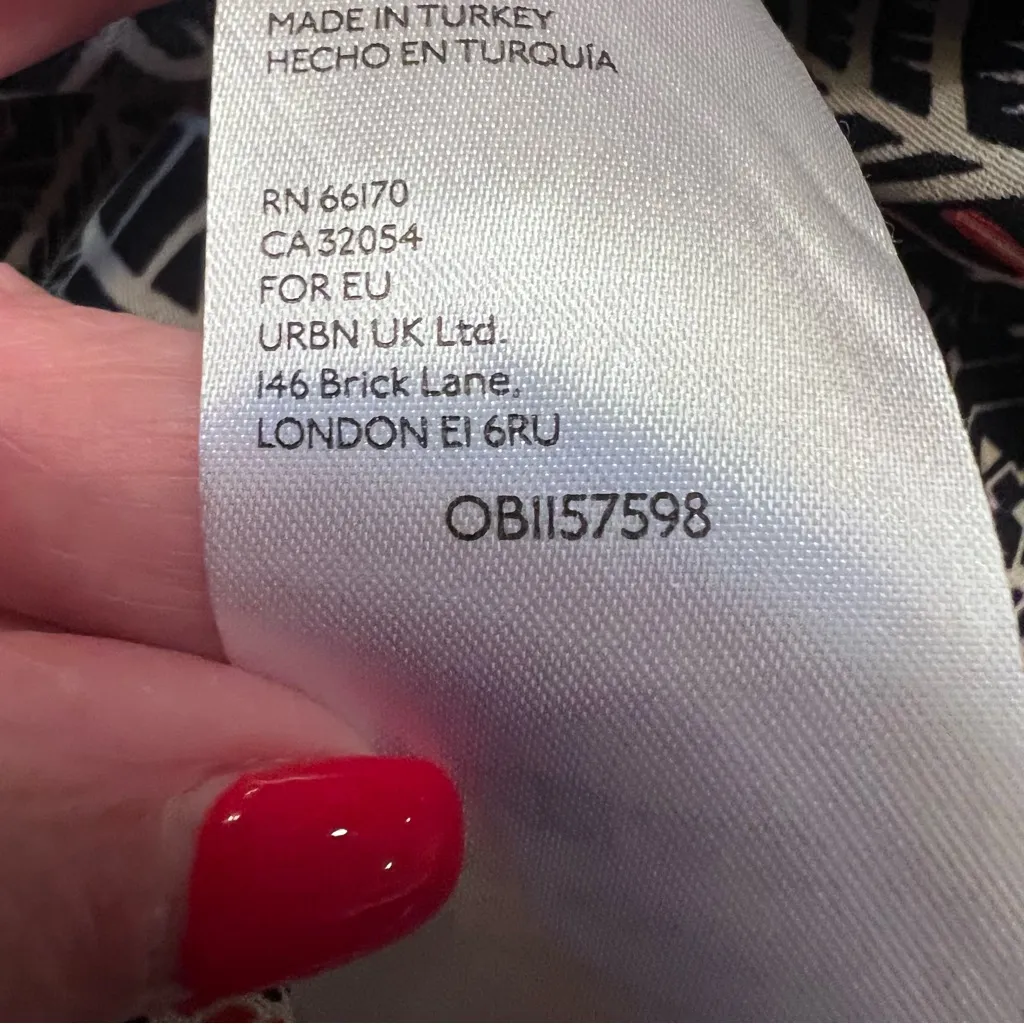 MADE IN TURKEY
HECHO EN TURQUÍA
RN 66170
CA 32054
FOR EU
URBN UK Ltd.
146 Brick Lane,
LONDON E1 6RU
OB1157598